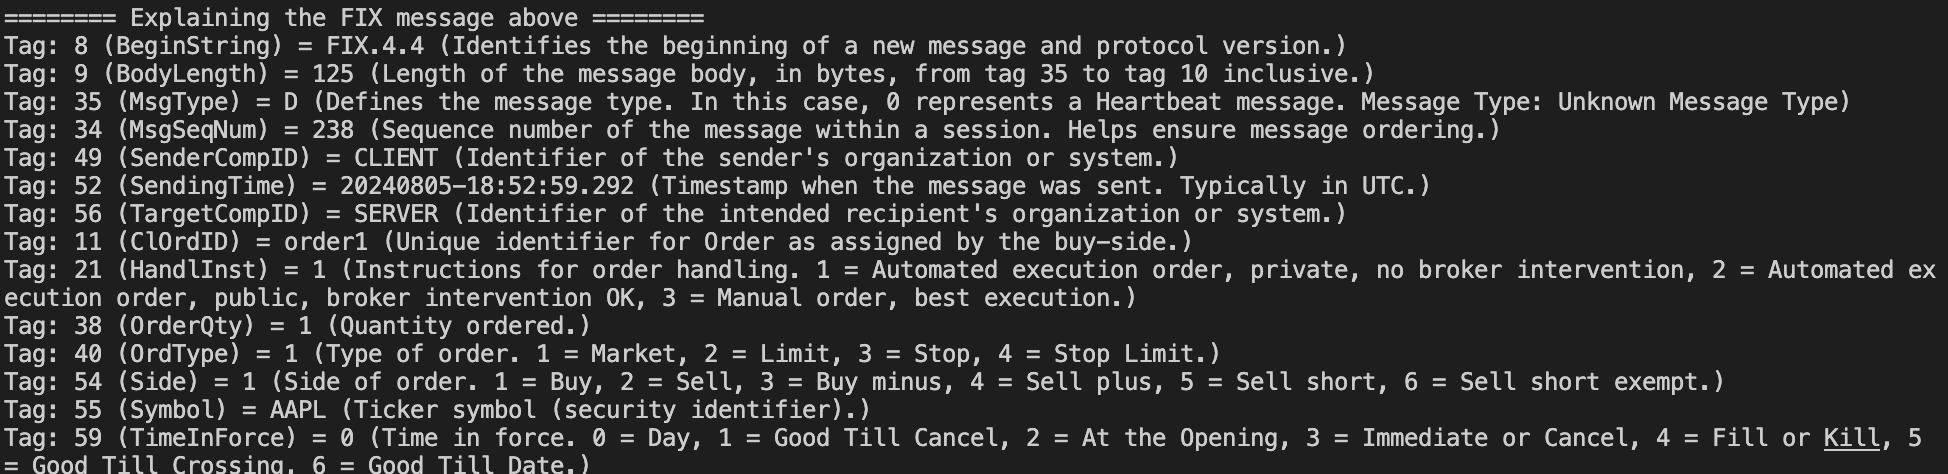 ======== Explaining the FIX message above ========
Tag: 8 (BeginString) = FIX.4.4 (Identifies the beginning of a new message and protocol version.)
Tag: 9 (BodyLength) = 125 (Length of the message body, in bytes, from tag 35 to tag 10 inclusive.)
Tag: 35 (MsgType) = D (Defines the message type. In this case, 0 represents a Heartbeat message. Message Type: Unknown Message Type)
Tag: 34 (MsgSeqNum) = 238 (Sequence number of the message within a session. Helps ensure message ordering.)
Tag: 49 (SenderCompID) = CLIENT (Identifier of the sender's organization or system.)
Tag: 52 (SendingTime) = 20240805-18:52:59.292 (Timestamp when the message was sent. Typically in UTC.)
Tag: 56 (TargetCompID) = SERVER (Identifier of the intended recipient's organization or system.)
Tag: 11 (ClOrdID) = order1 (Unique identifier for Order as assigned by the buy-side.)
Tag: 21 (HandlInst) = 1 (Instructions for order handling. 1 = Automated execution order, private, no broker intervention, 2 = Automated ex
ecution order, public, broker intervention OK, 3 = Manual order, best execution.)
Tag: 38 (OrderQty) = 1 (Quantity ordered.)
Tag: 40 (OrdType) = 1 (Type of order. 1 = Market, 2 = Limit, 3 = Stop, 4 = Stop Limit.)
Tag: 54 (Side) = 1 (Side of order. 1 = Buy, 2 = Sell, 3 = Buy minus, 4 = Sell plus, 5 = Sell short, 6 = Sell short exempt.)
Tag: 55 (Symbol) = AAPL (Ticker symbol (security identifier).)
Tag: 59 (TimeInForce) = 0 (Time in force. 0 = Day, 1 = Good Till Cancel, 2 = At the Opening, 3 = Immediate or Cancel, 4 = Fill or Kill, 5
= Good Till Crossing, 6 = Good Till Date.)